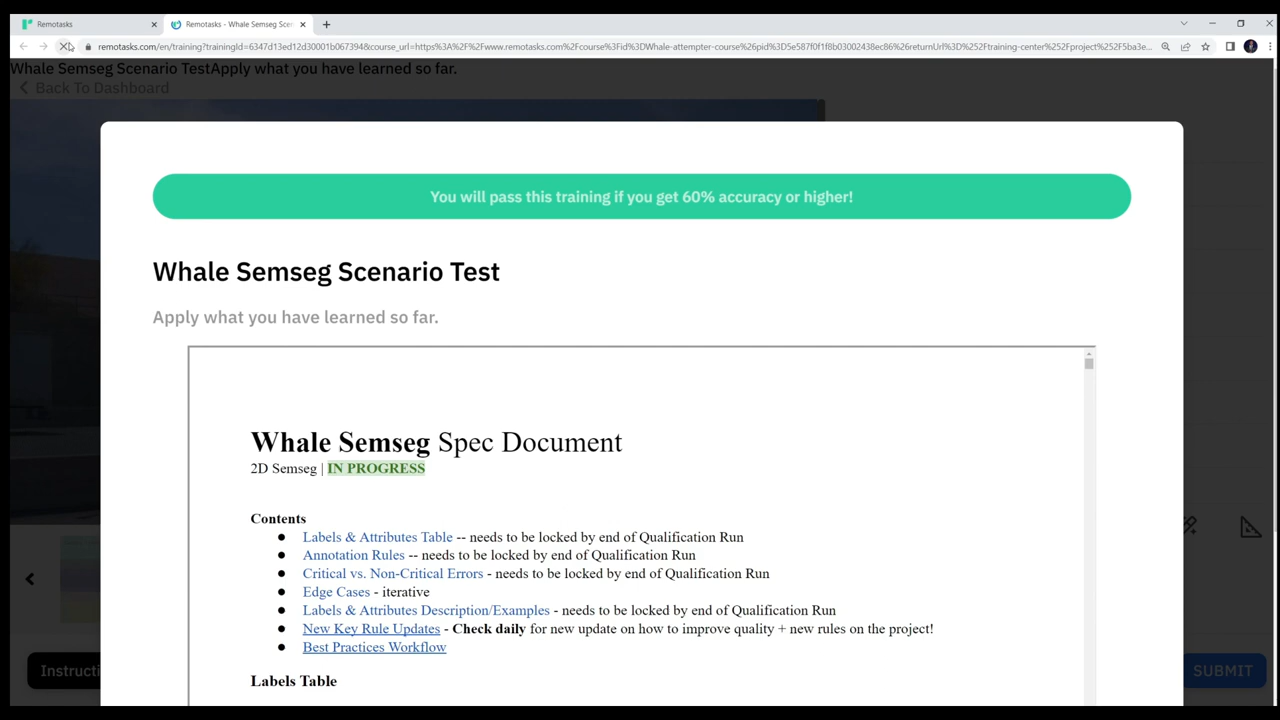 Remotasks
Remotasks - Whale Semseg Scen
remotasks.com/en/training?trainingId=6347d13ed12d30001b067394&course_url=https%3A%2F%2Fwww.remotasks.com%2Fcourse%3Fid%3DWhale-attempter-course%26pid%3D5e587f0f1f8b03002438ec86%26returnUrl%3D%252Ftraining-center%252Fproject%252F5ba3e...
Whale Semseg Scenario TestApply what you have learned so far.
Back To Dashboard
You will pass this training if you get 60% accuracy or higher!
Whale Semseg Scenario Test
Apply what you have learned so far.
Whale Semseg Spec Document
2D Semseg | IN PROGRESS
Contents
● Labels & Attributes Table -- needs to be locked by end of Qualification Run
● Annotation Rules -- needs to be locked by end of Qualification Run
● Critical vs. Non-Critical Errors - needs to be locked by end of Qualification Run
● Edge Cases - iterative
● Labels & Attributes Description/Examples - needs to be locked by end of Qualification Run
● New Key Rule Updates - Check daily for new update on how to improve quality + new rules on the project!
● Best Practices Workflow
Labels Table
Instructi
SUBMIT